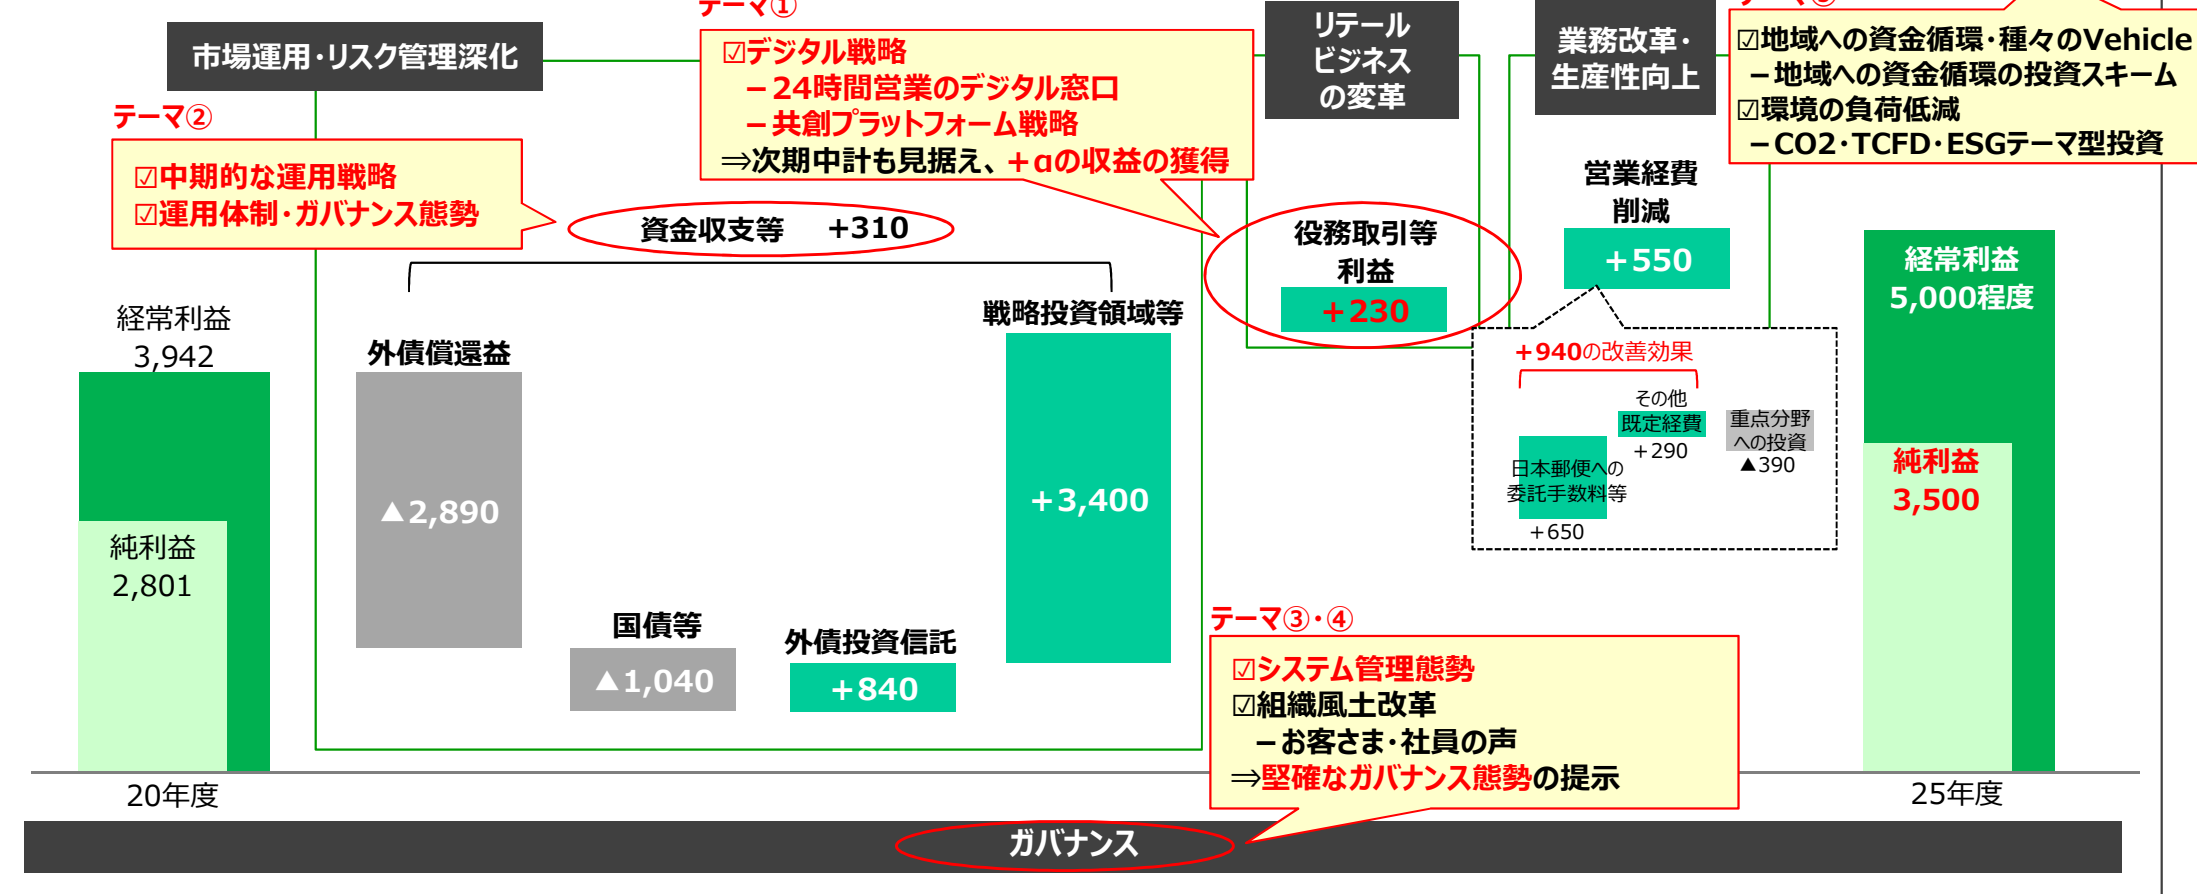 テーマ①
市場運用・リスク管理深化
テーマ②
☑中期的な運用戦略
☑運用体制・ガバナンス態勢
☑デジタル戦略
－24時間営業のデジタル窓口
－共創プラットフォーム戦略
⇒次期中計も見据え、+αの収益の獲得
リテール
ビジネス
の変革
業務改革・
生産性向上
☑地域への資金循環・種々のVehicle
－地域への資金循環の投資スキーム
☑環境の負荷低減
－CO2・TCFD・ESGテーマ型投資
資金収支等 +310
役務取引等
利益
+230
営業経費
削減
+550
経常利益
3,942
純利益
2,801
20年度
外債償還益
▲2,890
国債等
▲1,040
外債投資信託
+840
戦略投資領域等
+3,400
+940の改善効果
日本郵便への
委託手数料等
+650
その他
既定経費
+290
重点分野
への投資
▲390
経常利益
5,000程度
純利益
3,500
25年度
テーマ③・④
☑システム管理態勢
☑組織風土改革
－お客さま・社員の声
⇒堅確なガバナンス態勢の提示
ガバナンス